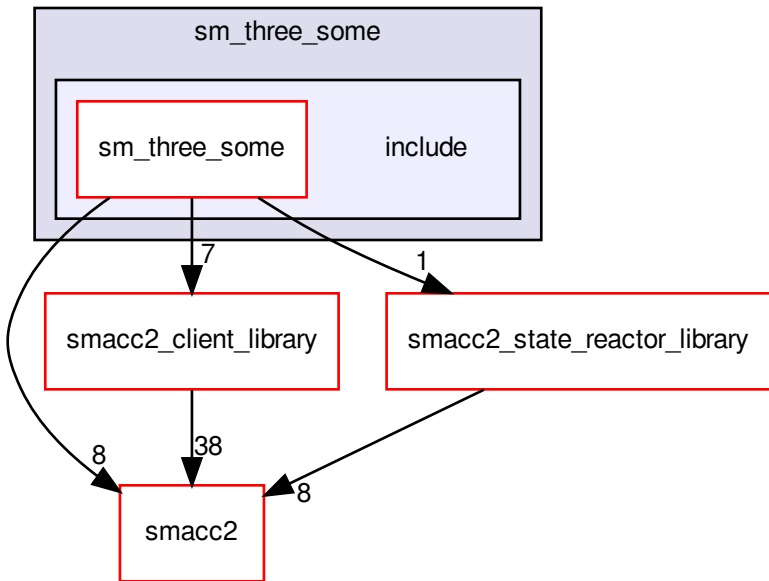 sm_three_some
sm_three_some
include
7
1
smacc2_client_library
smacc2_state_reactor_library
8
38
8
smacc2